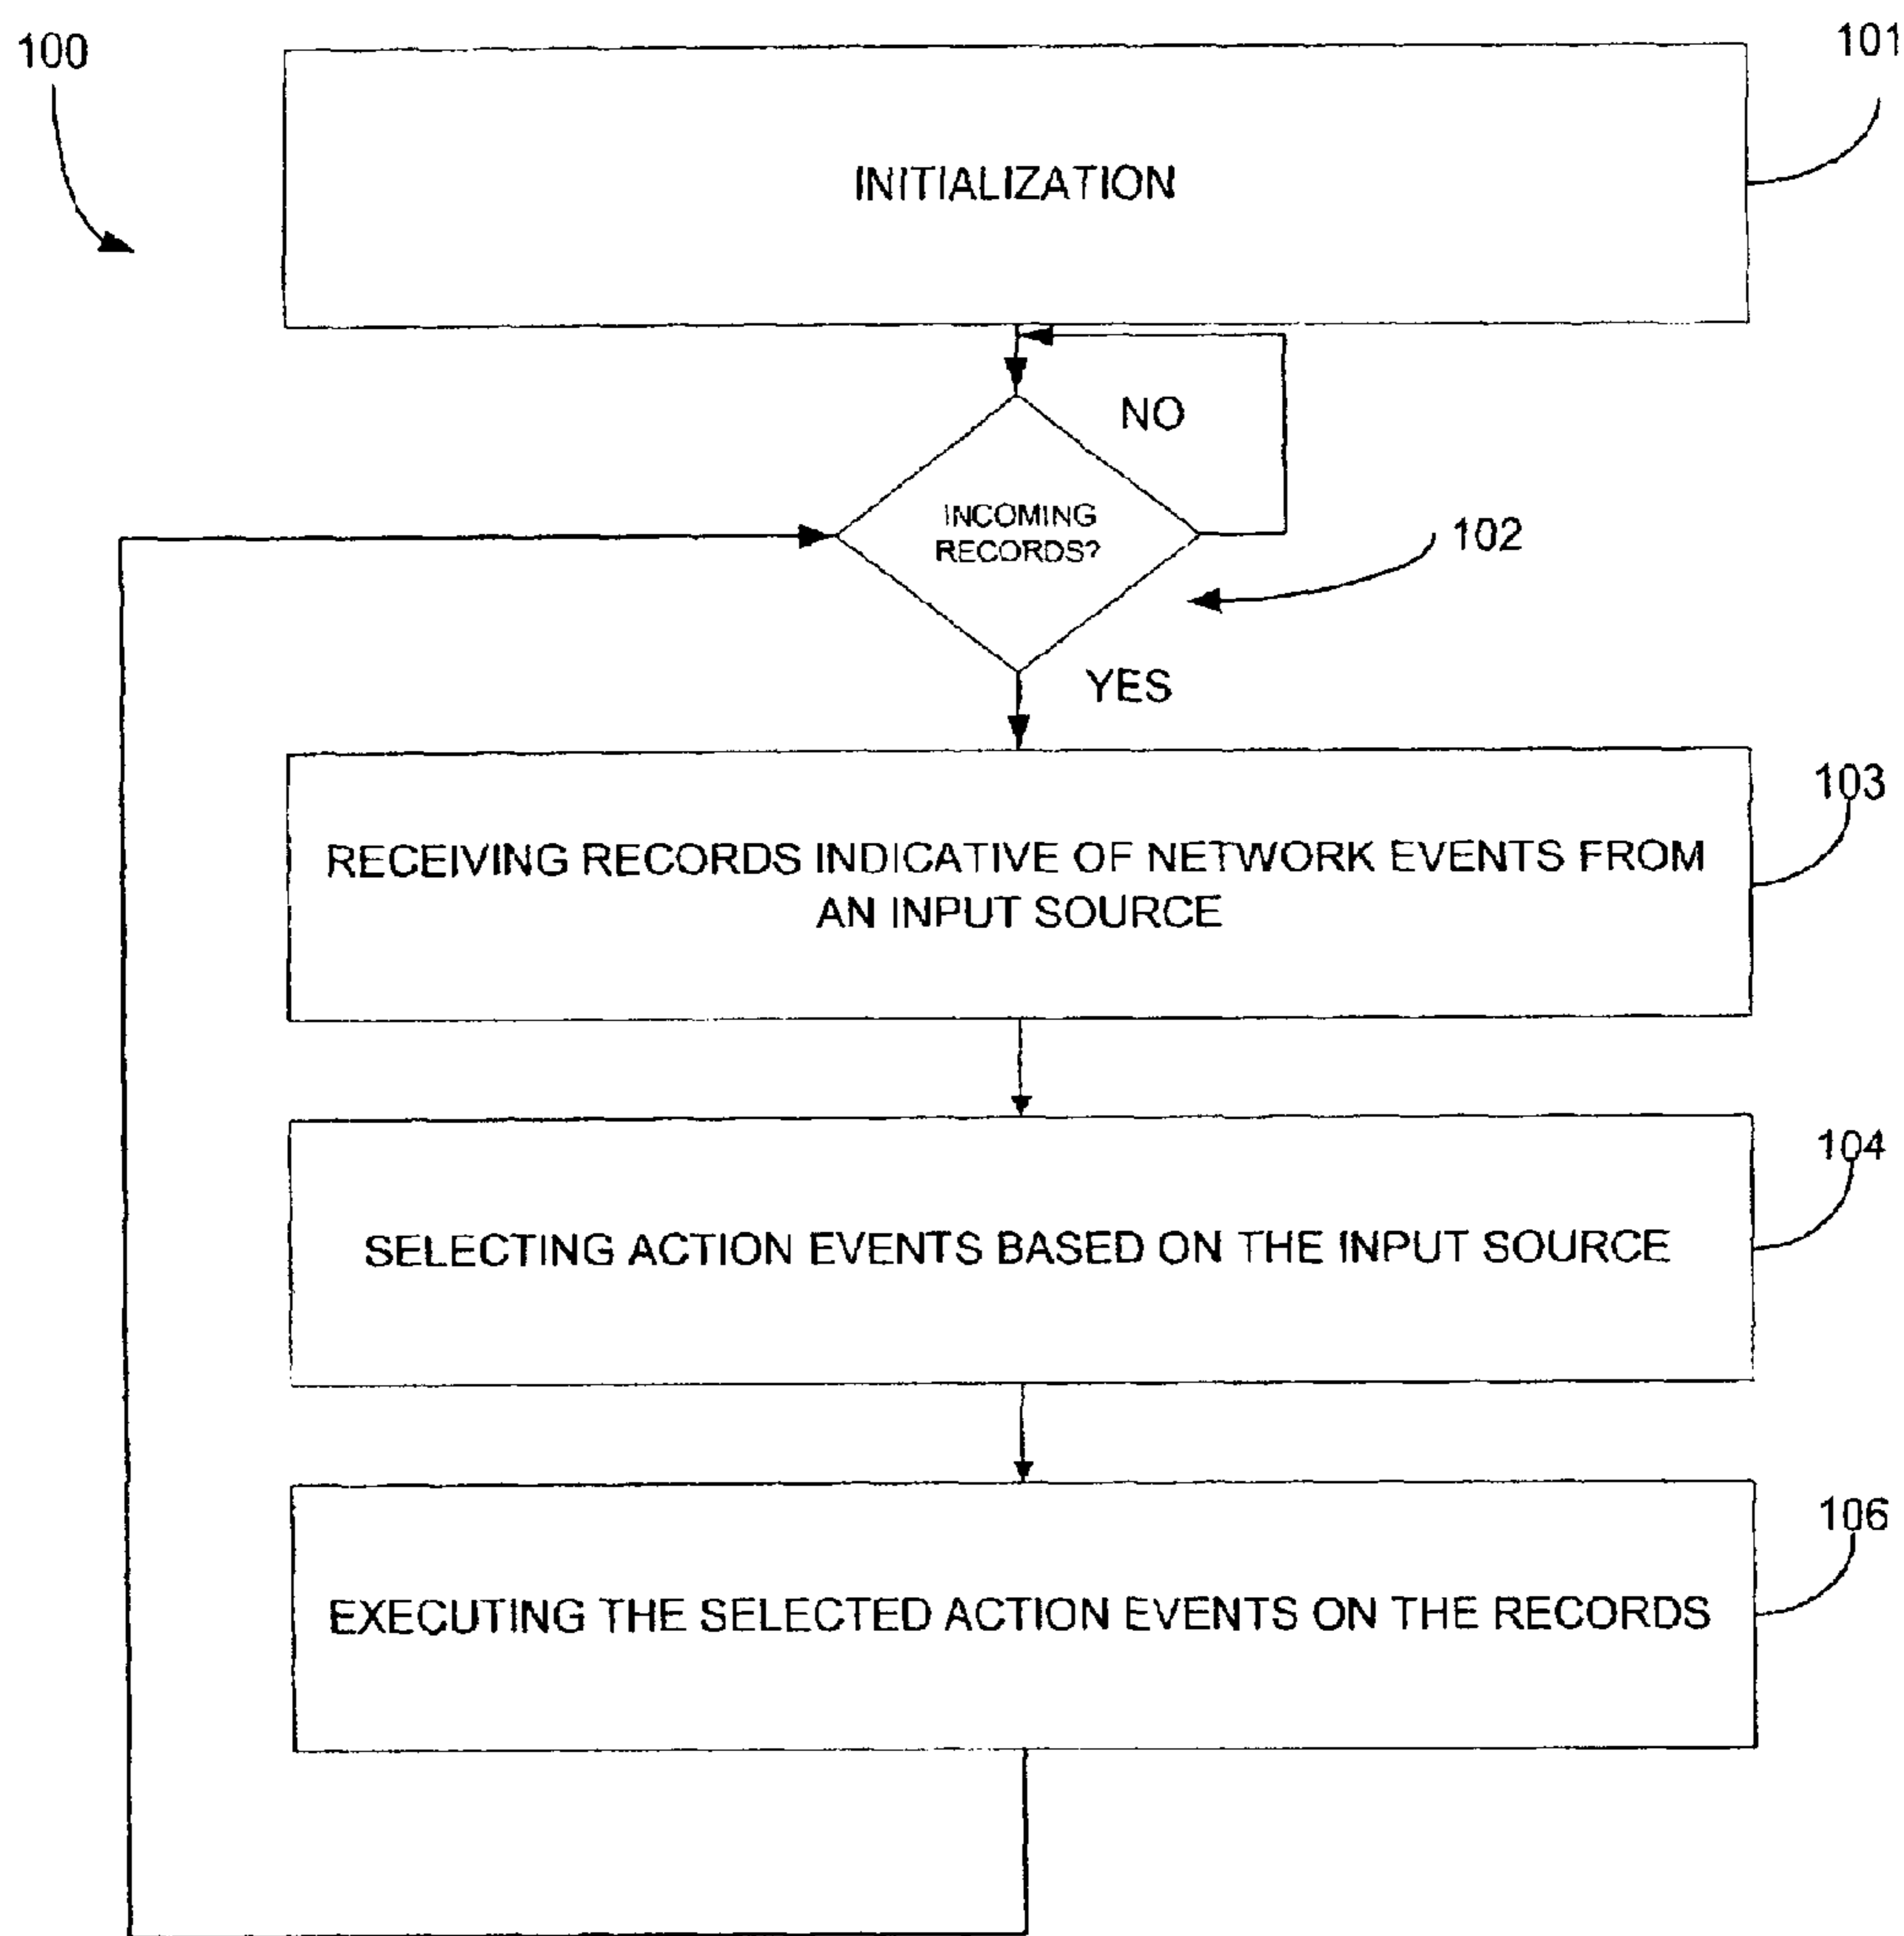 100
101
INITIALIZATION
NO
INCOMING
RECORDS?
102
YES
103
RECEIVING RECORDS INDICATIVE OF NETWORK EVENTS FROM
AN INPUT SOURCE
104
SELECTING ACTION EVENTS BASED ON THE INPUT SOURCE
106
EXECUTING THE SELECTED ACTION EVENTS ON THE RECORDS